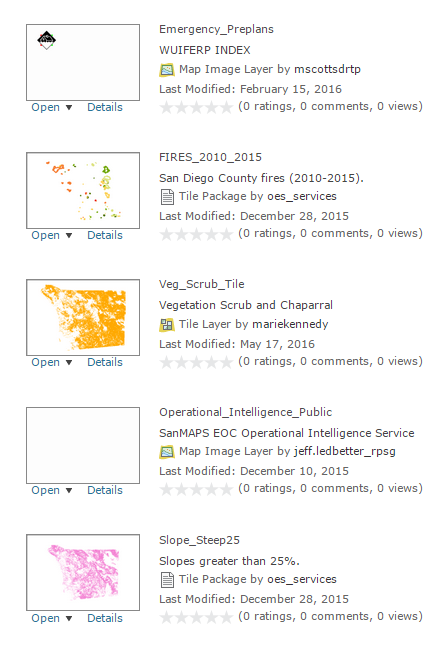 Emergency_Preplans
WUIFERP INDEX
Map Image Layer by mscottsdrtp
Last Modified: February 15, 2016
Open ▼ Details
(0 ratings, 0 comments, 0 views)
FIRES_2010_2015
San Diego County fires (2010-2015).
Tile Package by oes_services
Last Modified: December 28, 2015
Open ▼ Details
(0 ratings, 0 comments, 0 views)
Veg_Scrub_Tile
Vegetation Scrub and Chaparral
Tile Layer by mariekennedy
Last Modified: May 17, 2016
Open ▼ Details
(0 ratings, 0 comments, 0 views)
Operational_Intelligence_Public
SanMAPS EOC Operational Intelligence Service
Map Image Layer by jeff.ledbetter_rpsg
Last Modified: December 10, 2015
Open ▼ Details
(0 ratings, 0 comments, 0 views)
Slope_Steep25
Slopes greater than 25%.
Tile Package by oes_services
Last Modified: December 28, 2015
Open ▼ Details
(0 ratings, 0 comments, 0 views)